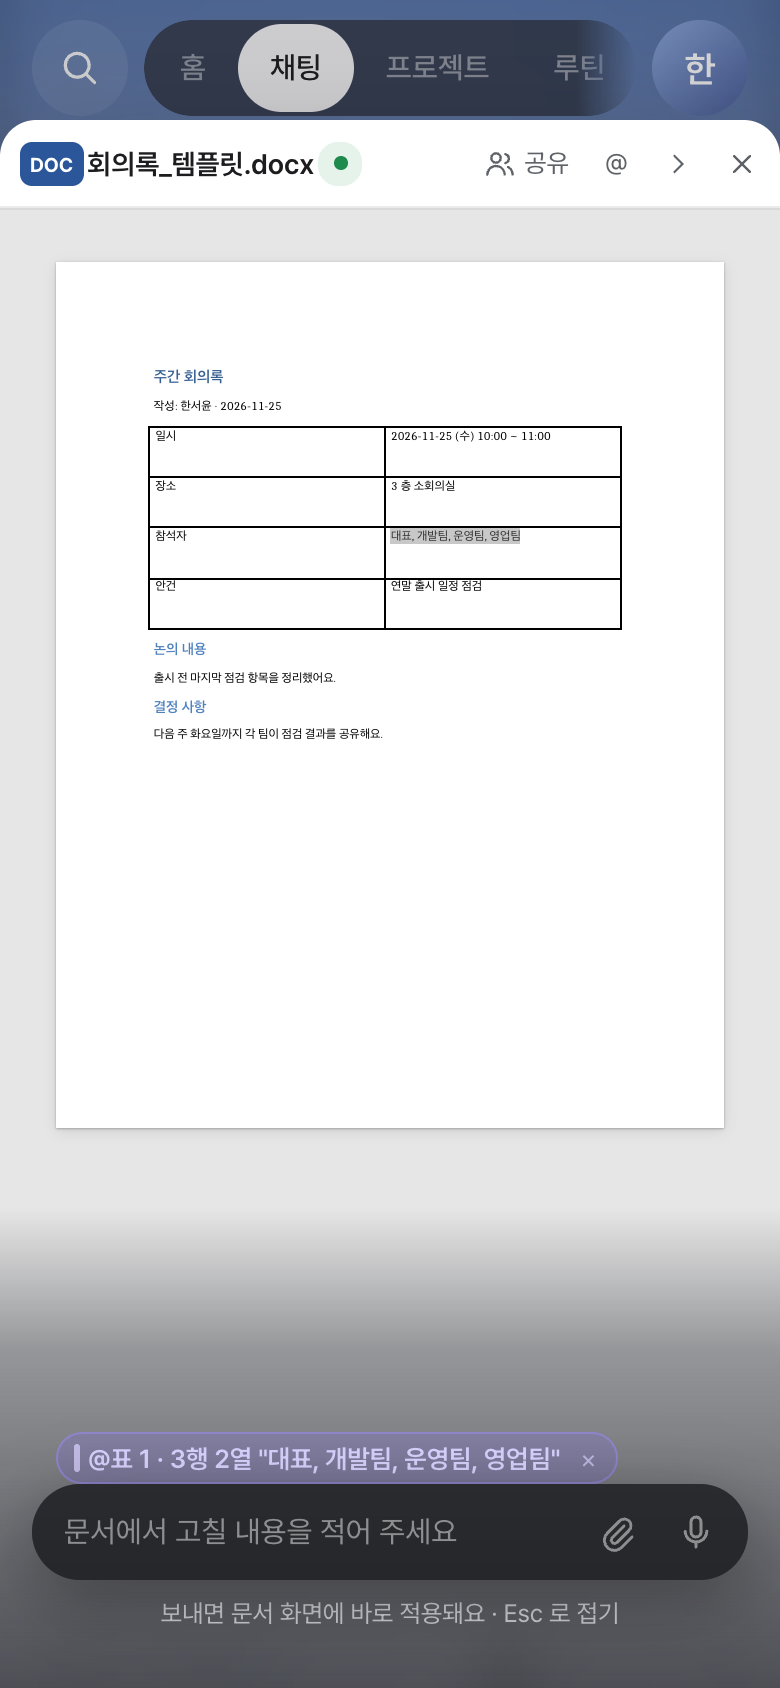 홈 채팅 프로젝트 루틴 한
DOC 회의록_템플릿.docx 공유 @
주간 회의록
작성: 한서윤 · 2026-11-25
일시 2026-11-25 (수) 10:00 ~ 11:00
장소 3 층 소회의실
참석자 대표, 개발팀, 운영팀, 영업팀
안건 연말 출시 일정 점검
논의 내용
출시 전 마지막 점검 항목을 정리했어요.
결정 사항
다음 주 화요일까지 각 팀이 점검 결과를 공유해요.
@표 1 · 3행 2열 "대표, 개발팀, 운영팀, 영업팀" ×
문서에서 고칠 내용을 적어 주세요
보내면 문서 화면에 바로 적용돼요 · Esc 로 접기